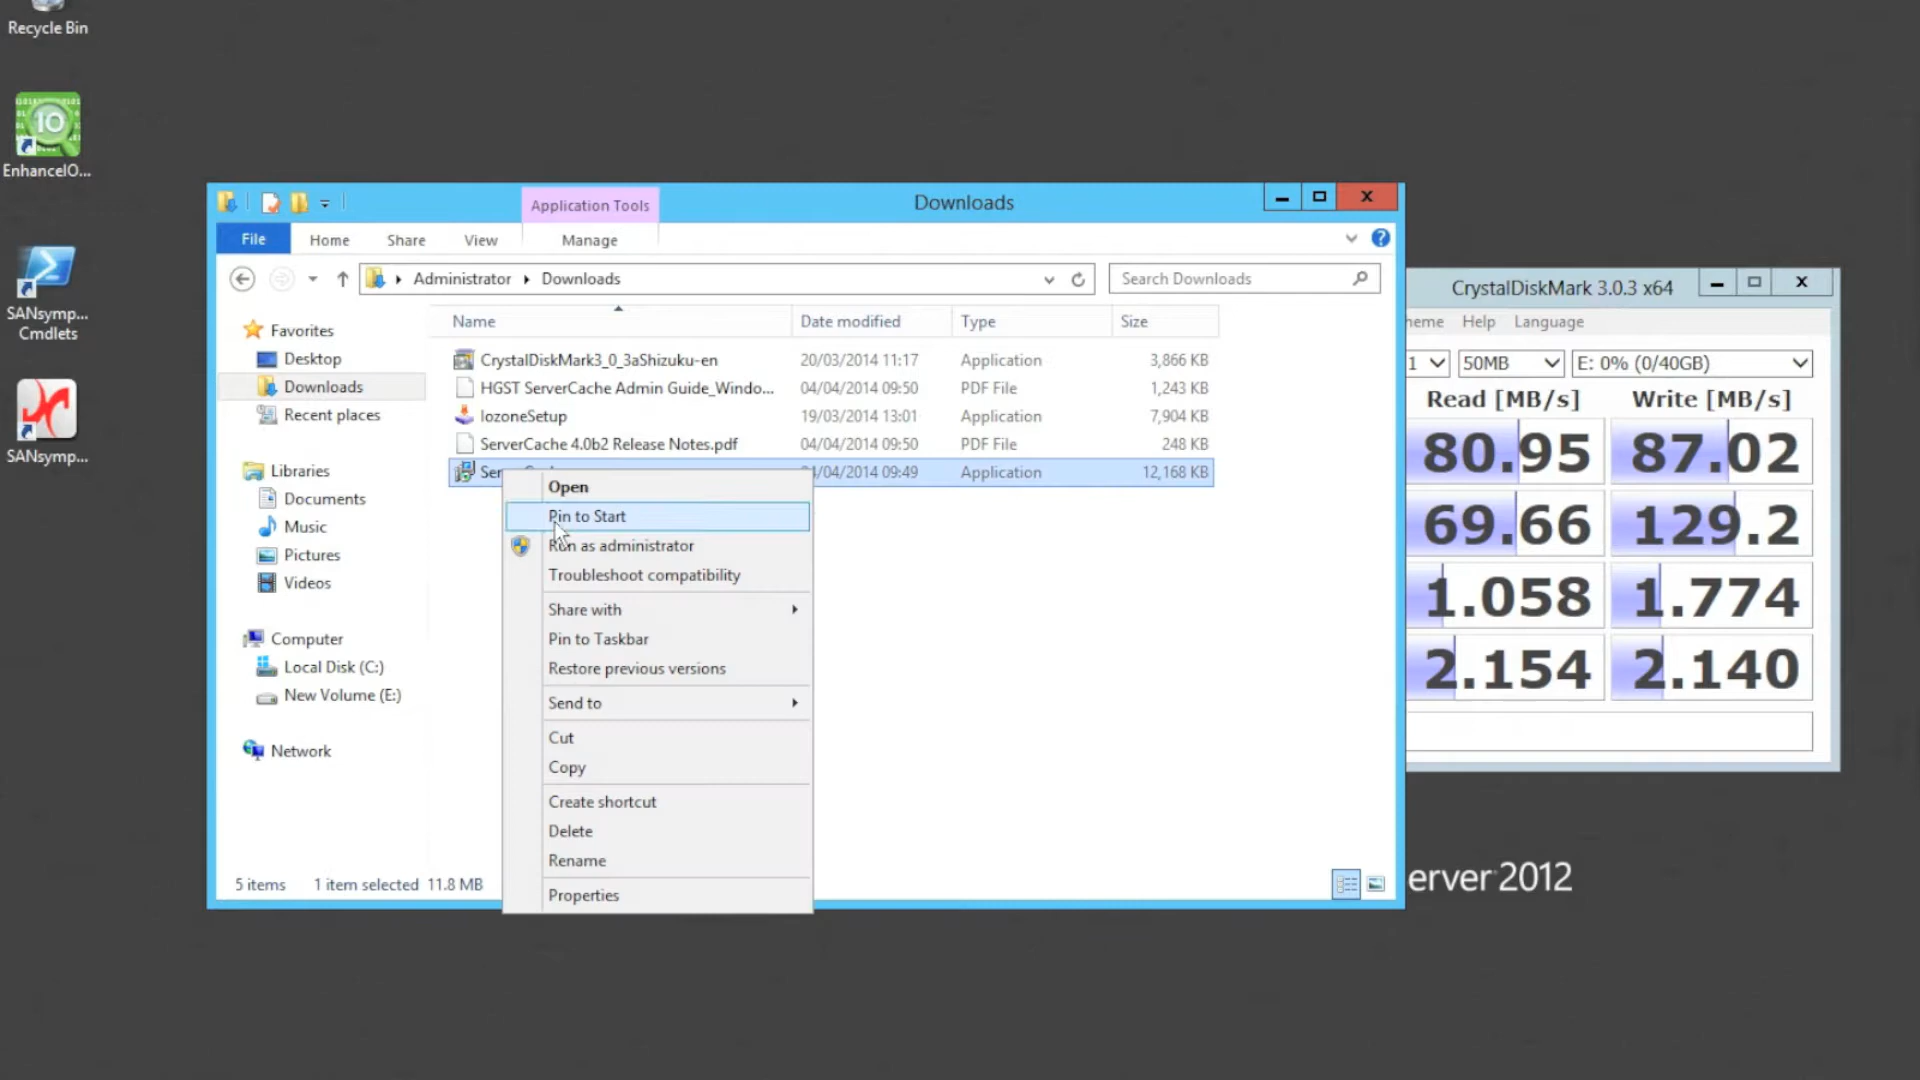 Recycle Bin
EnhanceIO...
SANsymp...
Cmdlets
SANsymp...
Application Tools
Downloads
File
Home
Share
View
Manage
Administrator
Downloads
Search Downloads
Name
Date modified
Type
Size
CrystalDiskMark3_0_3aShizuku-en
20/03/2014 11:17
Application
3,866 KB
HGST ServerCache Admin Guide_Windo...
04/04/2014 09:50
PDF File
1,243 KB
IozoneSetup
19/03/2014 13:01
Application
7,904 KB
ServerCache 4.0b2 Release Notes.pdf
04/04/2014 09:50
PDF File
248 KB
/04/2014 09:49
Application
12,168 KB
Favorites
Desktop
Downloads
Recent places
Libraries
Documents
Music
Pictures
Videos
Computer
Local Disk (C:)
New Volume (E:)
Network
5 items
1 item selected 11.8 MB
Open
Pin to Start
Run as administrator
Troubleshoot compatibility
Share with
Pin to Taskbar
Restore previous versions
Send to
Cut
Copy
Create shortcut
Delete
Rename
Properties
CrystalDiskMark 3.0.3 x64
heme
Help
Language
1
50MB
E: 0% (0/40GB)
Read [MB/s]
Write [MB/s]
80.95
87.02
69.66
129.2
1.058
1.774
2.154
2.140
erver 2012